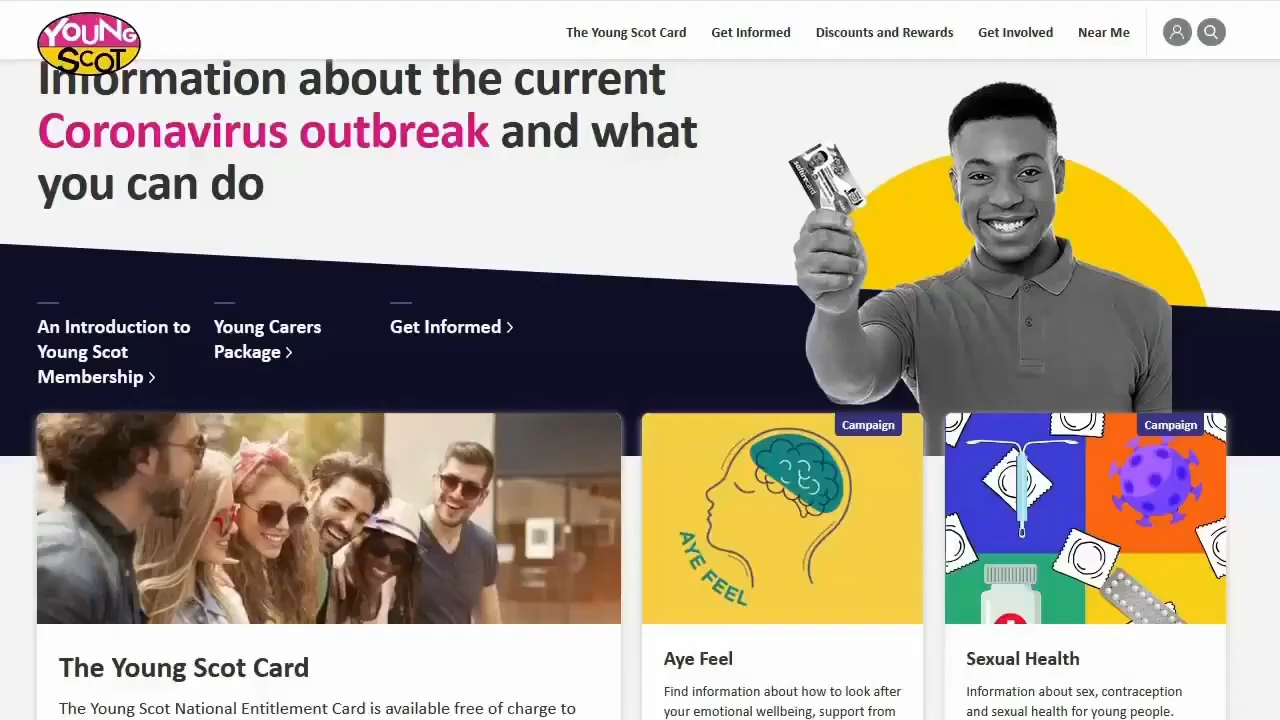 YOUNG
SCOT
The Young Scot Card
Get Informed
Discounts and Rewards
Get Involved
Near Me
Information about the current
Coronavirus outbreak and what
you can do
An Introduction to
Young Scot
Membership >
Young Carers
Package >
Get Informed >
Campaign
Campaign
AYE FEEL
The Young Scot Card
The Young Scot National Entitlement Card is available free of charge to
Aye Feel
Find information about how to look after
your emotional wellbeing, support from
Sexual Health
Information about sex, contraception
and sexual health for young people.